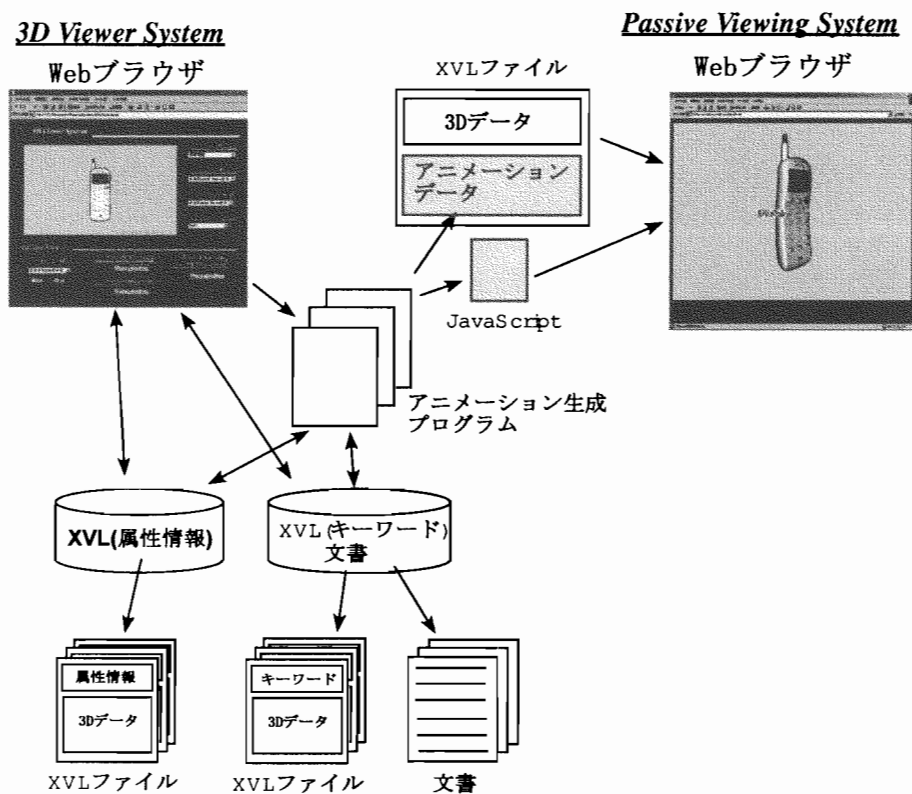 3D Viewer System
Webブラウザ
Passive Viewing System
Webブラウザ
XVLファイル
3Dデータ
アニメーション
データ
JavaScript
アニメーション生成
プログラム
XVL(属性情報)
XVL(キーワード)
文書
属性情報
3Dデータ
XVLファイル
キーワード
3Dデータ
XVLファイル
文書